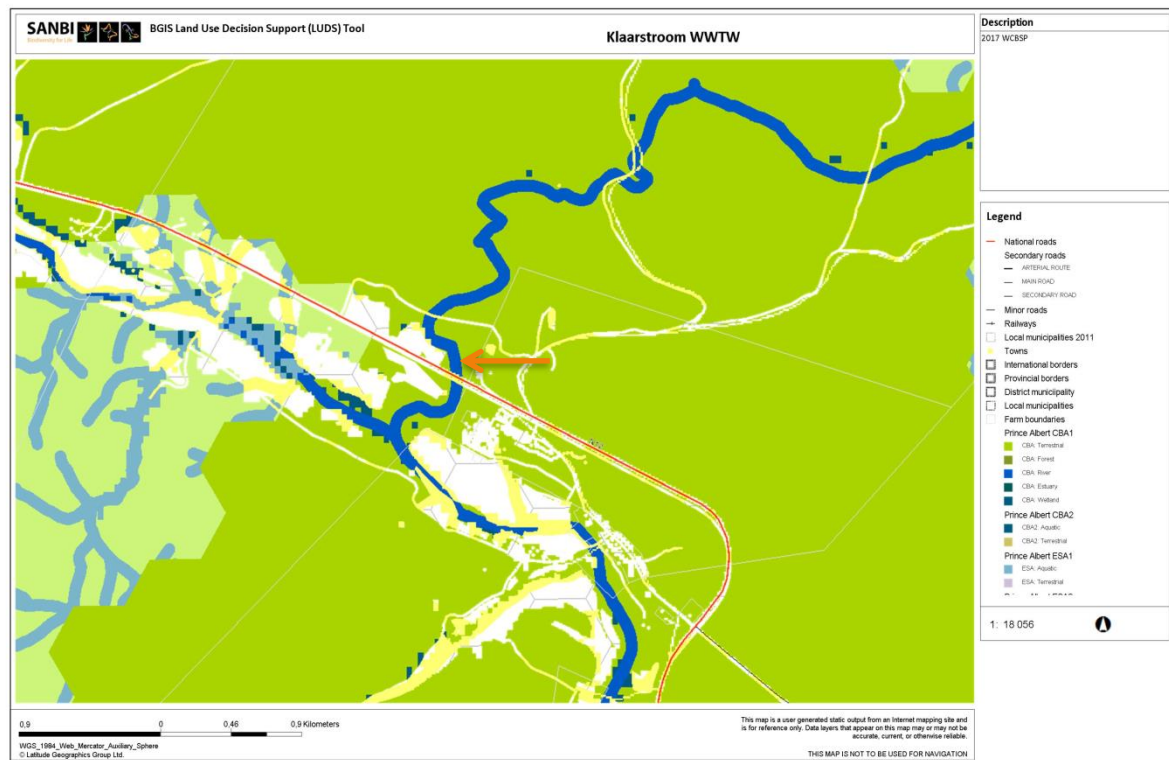 SANBI
Biodiversity for Life
BGIS Land Use Decision Support (LUDS) Tool
Klaarstroom WWTW
Description
2017 WCBSP
Legend
National roads
Secondary roads
ARTERIAL ROUTE
MAIN ROAD
SECONDARY ROAD
Minor roads
Railways
Local municipalities 2011
Towns
International borders
Provincial borders
District municiipality
Local municipalities
Farm boundaries
Prince Albert CBA1
CBA: Terrestrial
CBA: Forest
CBA: River
CBA: Estuary
CBA: Wetland
Prince Albert CBA2
CBA2: Aquatic
CBA2: Terrestrial
Prince Albert ESA1
ESA: Aquatic
ESA: Terrestrial
1: 18 056
0,9 0 0,46 0,9 Kilometers
WGS_1984_Web_Mercator_Auxiliary_Sphere
© Latitude Geographics Group Ltd.
This map is a user generated static output from an Internet mapping site and
is for reference only. Data layers that appear on this map may or may not be
accurate, current, or otherwise reliable.
THIS MAP IS NOT TO BE USED FOR NAVIGATION